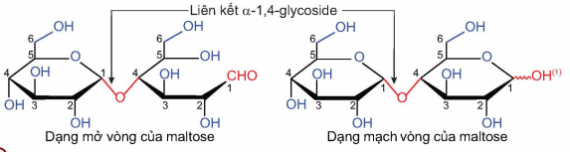 Liên kết α-1,4-glycoside
OH
6
5
O
4
OH
1
OH
3
2
OH
O
OH
6
5
OH
4
OH
CHO
1
3
2
OH
OH
6
5
O
4
OH
1
OH
3
2
OH
O
OH
6
5
O
4
OH
1
OH(1)
3
2
OH
Dạng mở vòng của maltose
Dạng mạch vòng của maltose